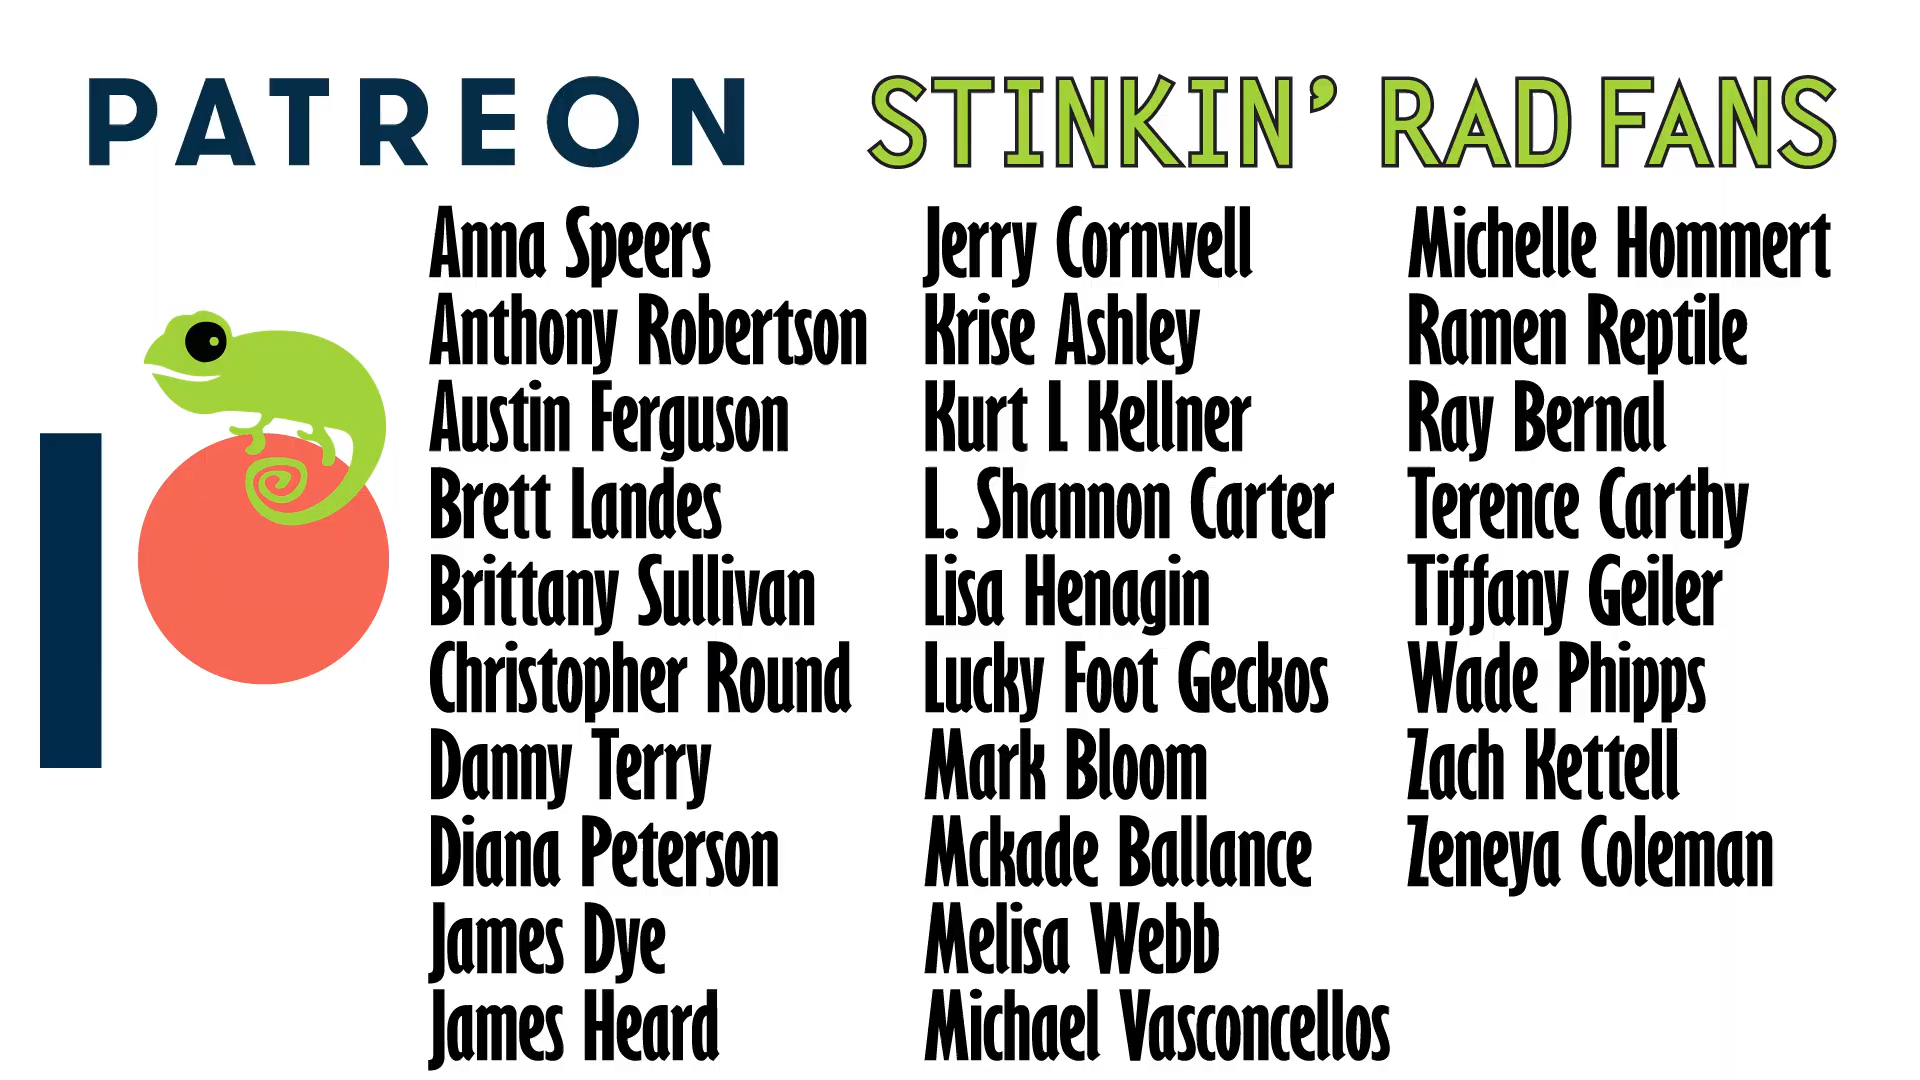 PATREON STINKIN' RAD FANS
Anna Speers
Anthony Robertson
Austin Ferguson
Brett Landes
Brittany Sullivan
Christopher Round
Danny Terry
Diana Peterson
James Dye
James Heard
Jerry Cornwell
Krise Ashley
Kurt L Kellner
L. Shannon Carter
Lisa Henagin
Lucky Foot Geckos
Mark Bloom
Mckade Ballance
Melisa Webb
Michael Vasconcellos
Michelle Hommert
Ramen Reptile
Ray Bernal
Terence Carthy
Tiffany Geiler
Wade Phipps
Zach Kettell
Zeneya Coleman